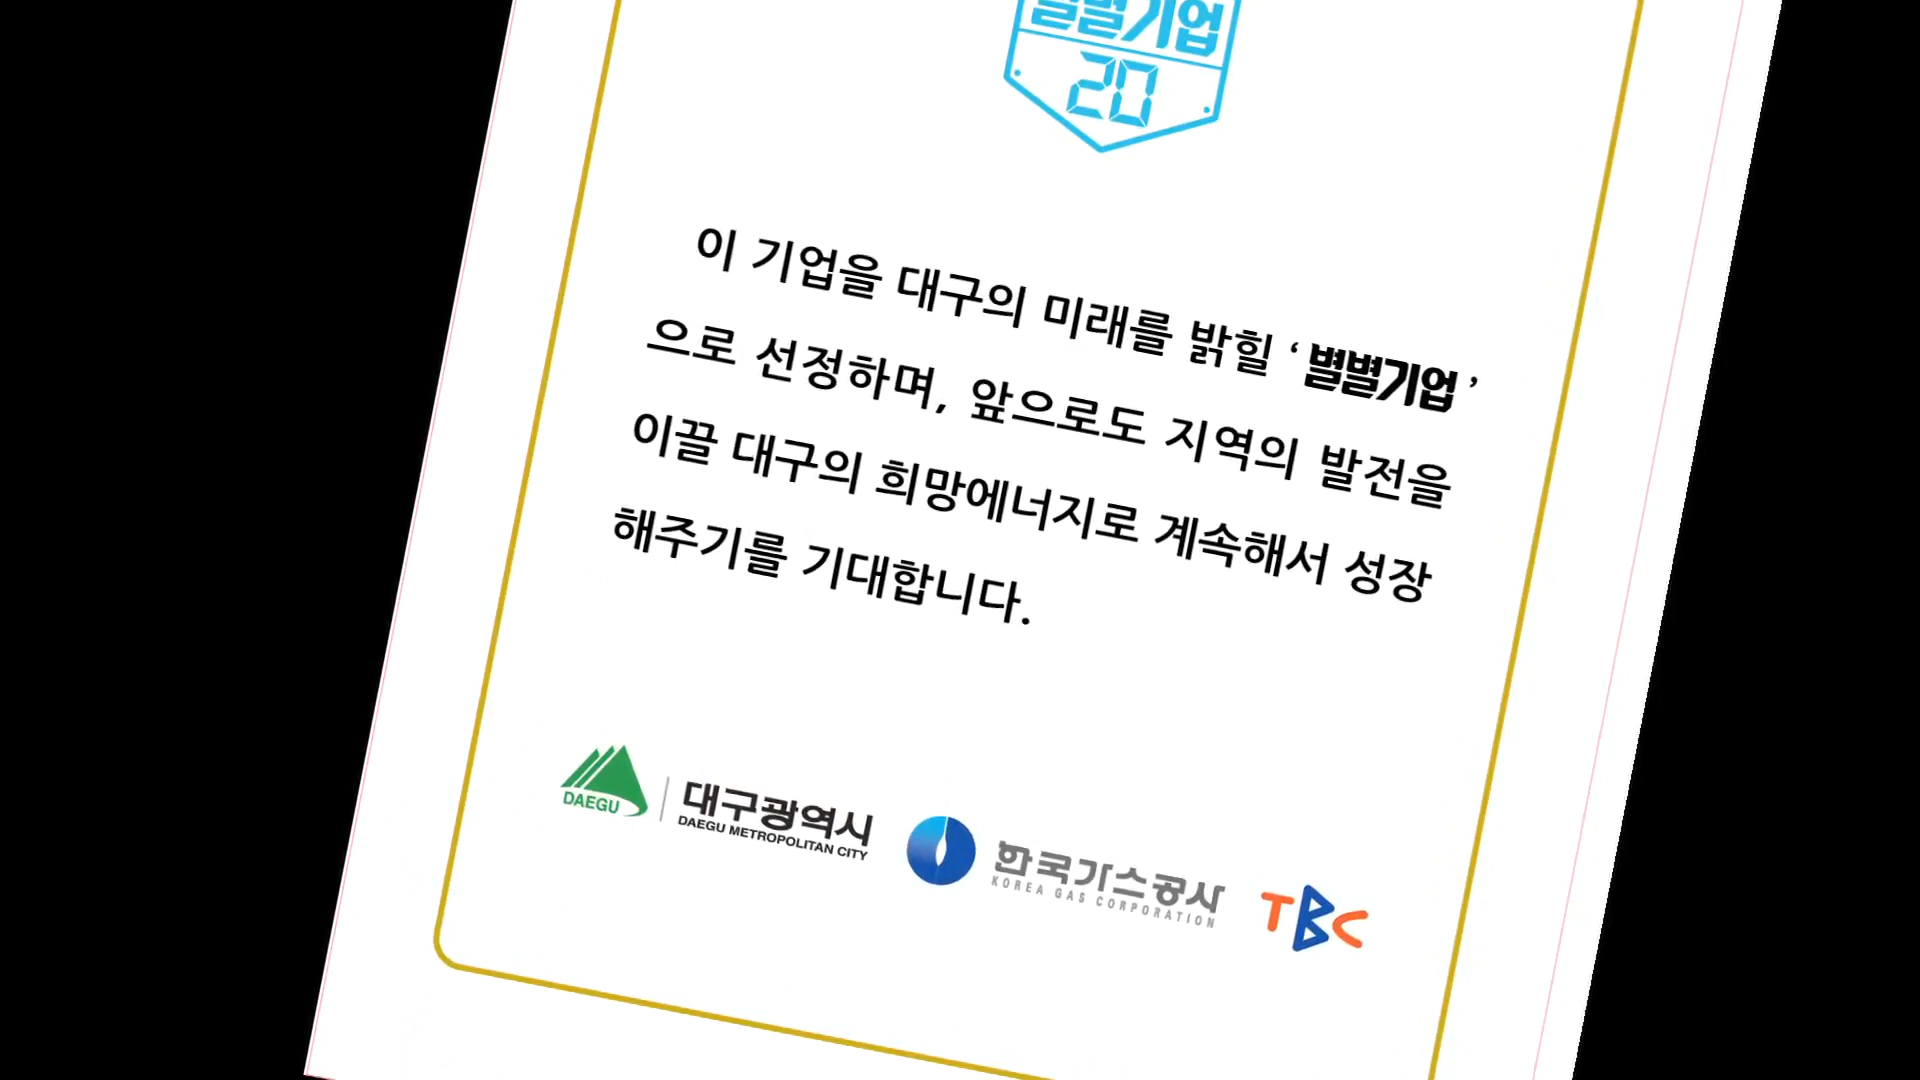 별별기업
20
이 기업을 대구의 미래를 밝힐 ‘별별기업’
으로 선정하며, 앞으로도 지역의 발전을
이끌 대구의 희망에너지로 계속해서 성장
해주기를 기대합니다.
DAEGU
대구광역시
DAEGU METROPOLITAN CITY
한국가스공사
KOREA GAS CORPORATION
TBC